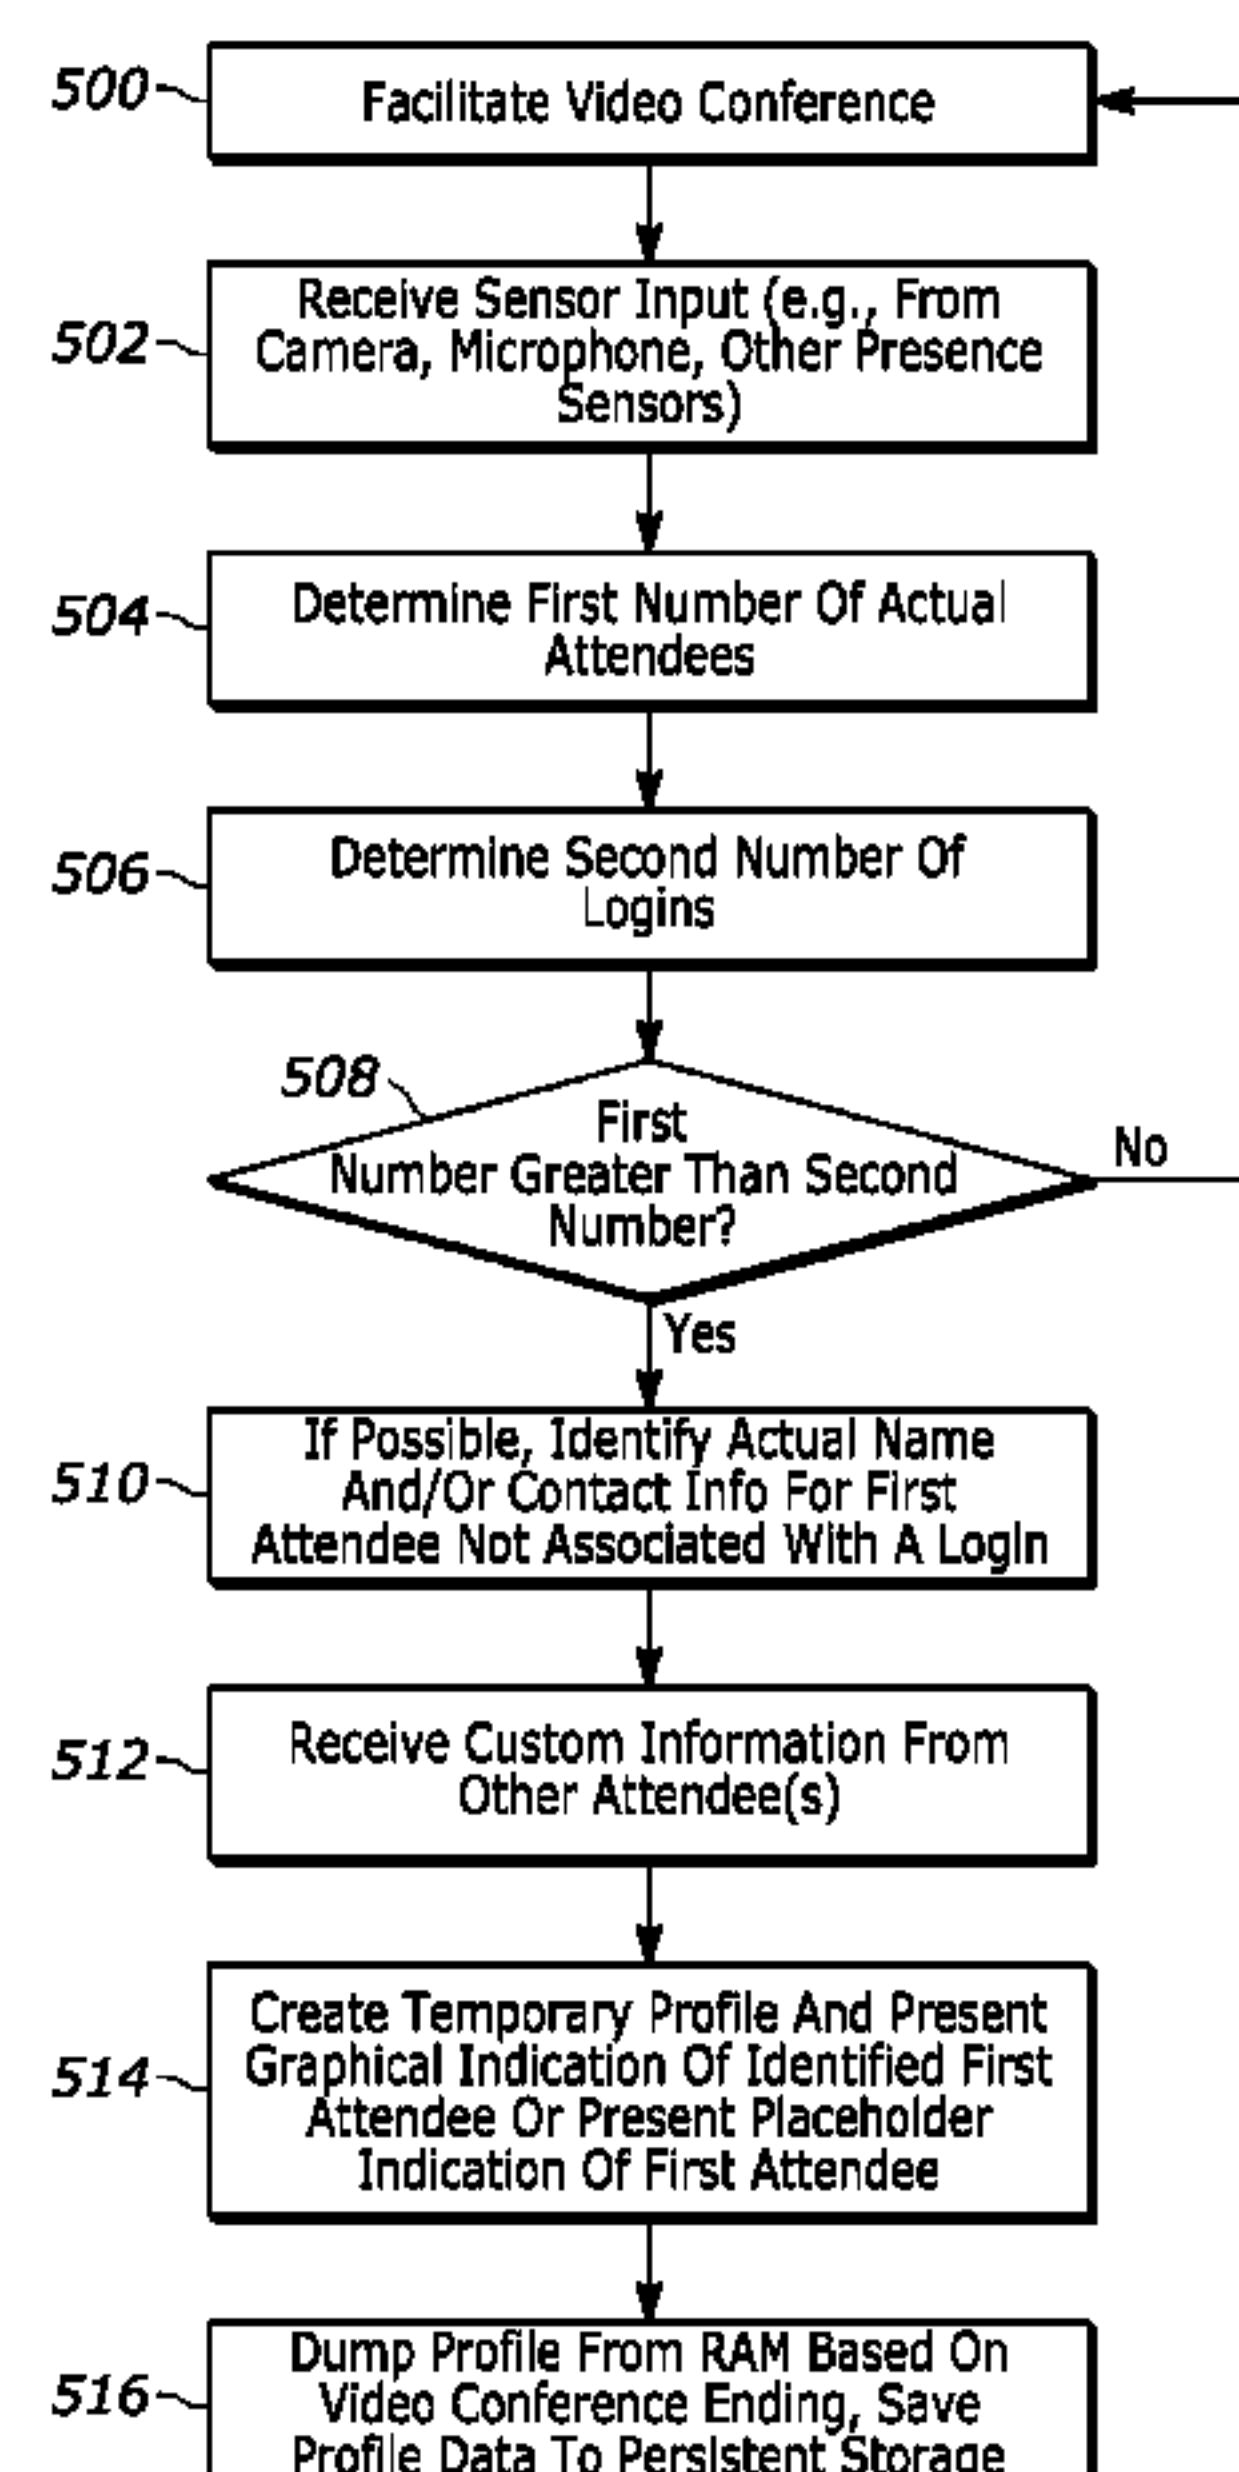 500
Facilitate Video Conference
502
Receive Sensor Input (e.g., From
Camera, Microphone, Other Presence
Sensors)
504
Determine First Number Of Actual
Attendees
506
Determine Second Number Of
Logins
508
First
Number Greater Than Second
Number?
No
Yes
510
If Possible, Identify Actual Name
And/Or Contact Info For First
Attendee Not Associated With A Login
512
Receive Custom Information From
Other Attendee(s)
514
Create Temporary Profile And Present
Graphical Indication Of Identified First
Attendee Or Present Placeholder
Indication Of First Attendee
516
Dump Profile From RAM Based On
Video Conference Ending, Save
Profile Data To Persistent Storage